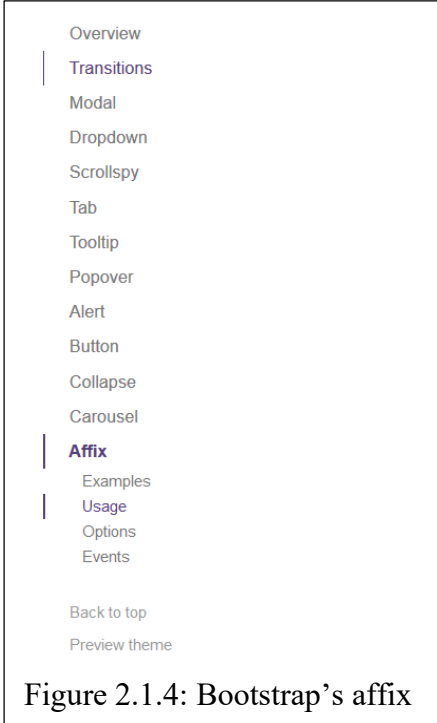 Overview
Transitions
Modal
Dropdown
Scrollspy
Tab
Tooltip
Popover
Alert
Button
Collapse
Carousel
Affix
Examples
Usage
Options
Events
Back to top
Preview theme
Figure 2.1.4: Bootstrap’s affix